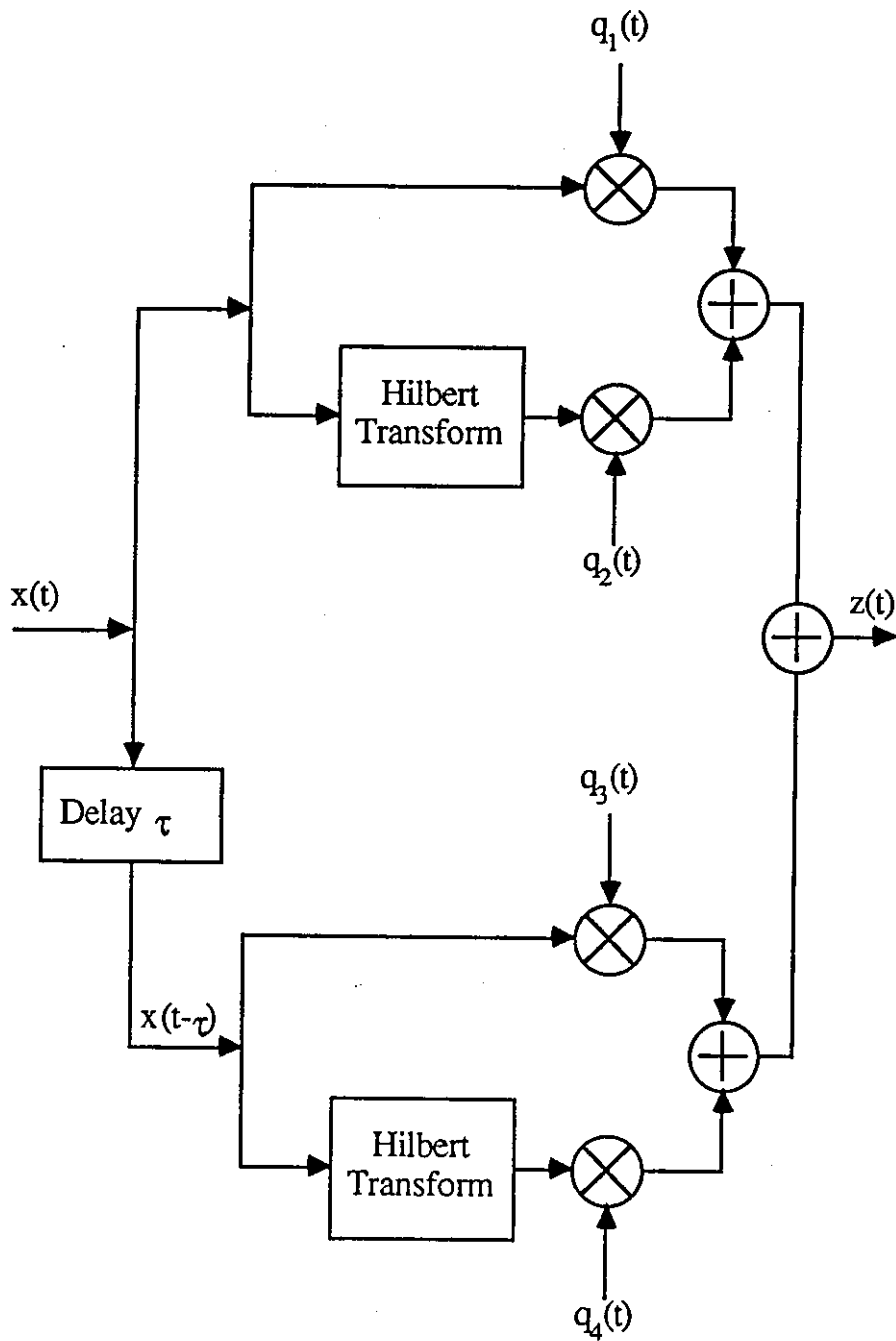 q₁(t)
Hilbert
Transform
q₂(t)
x(t)
z(t)
Delay τ
q₃(t)
x(t-τ)
Hilbert
Transform
q₄(t)